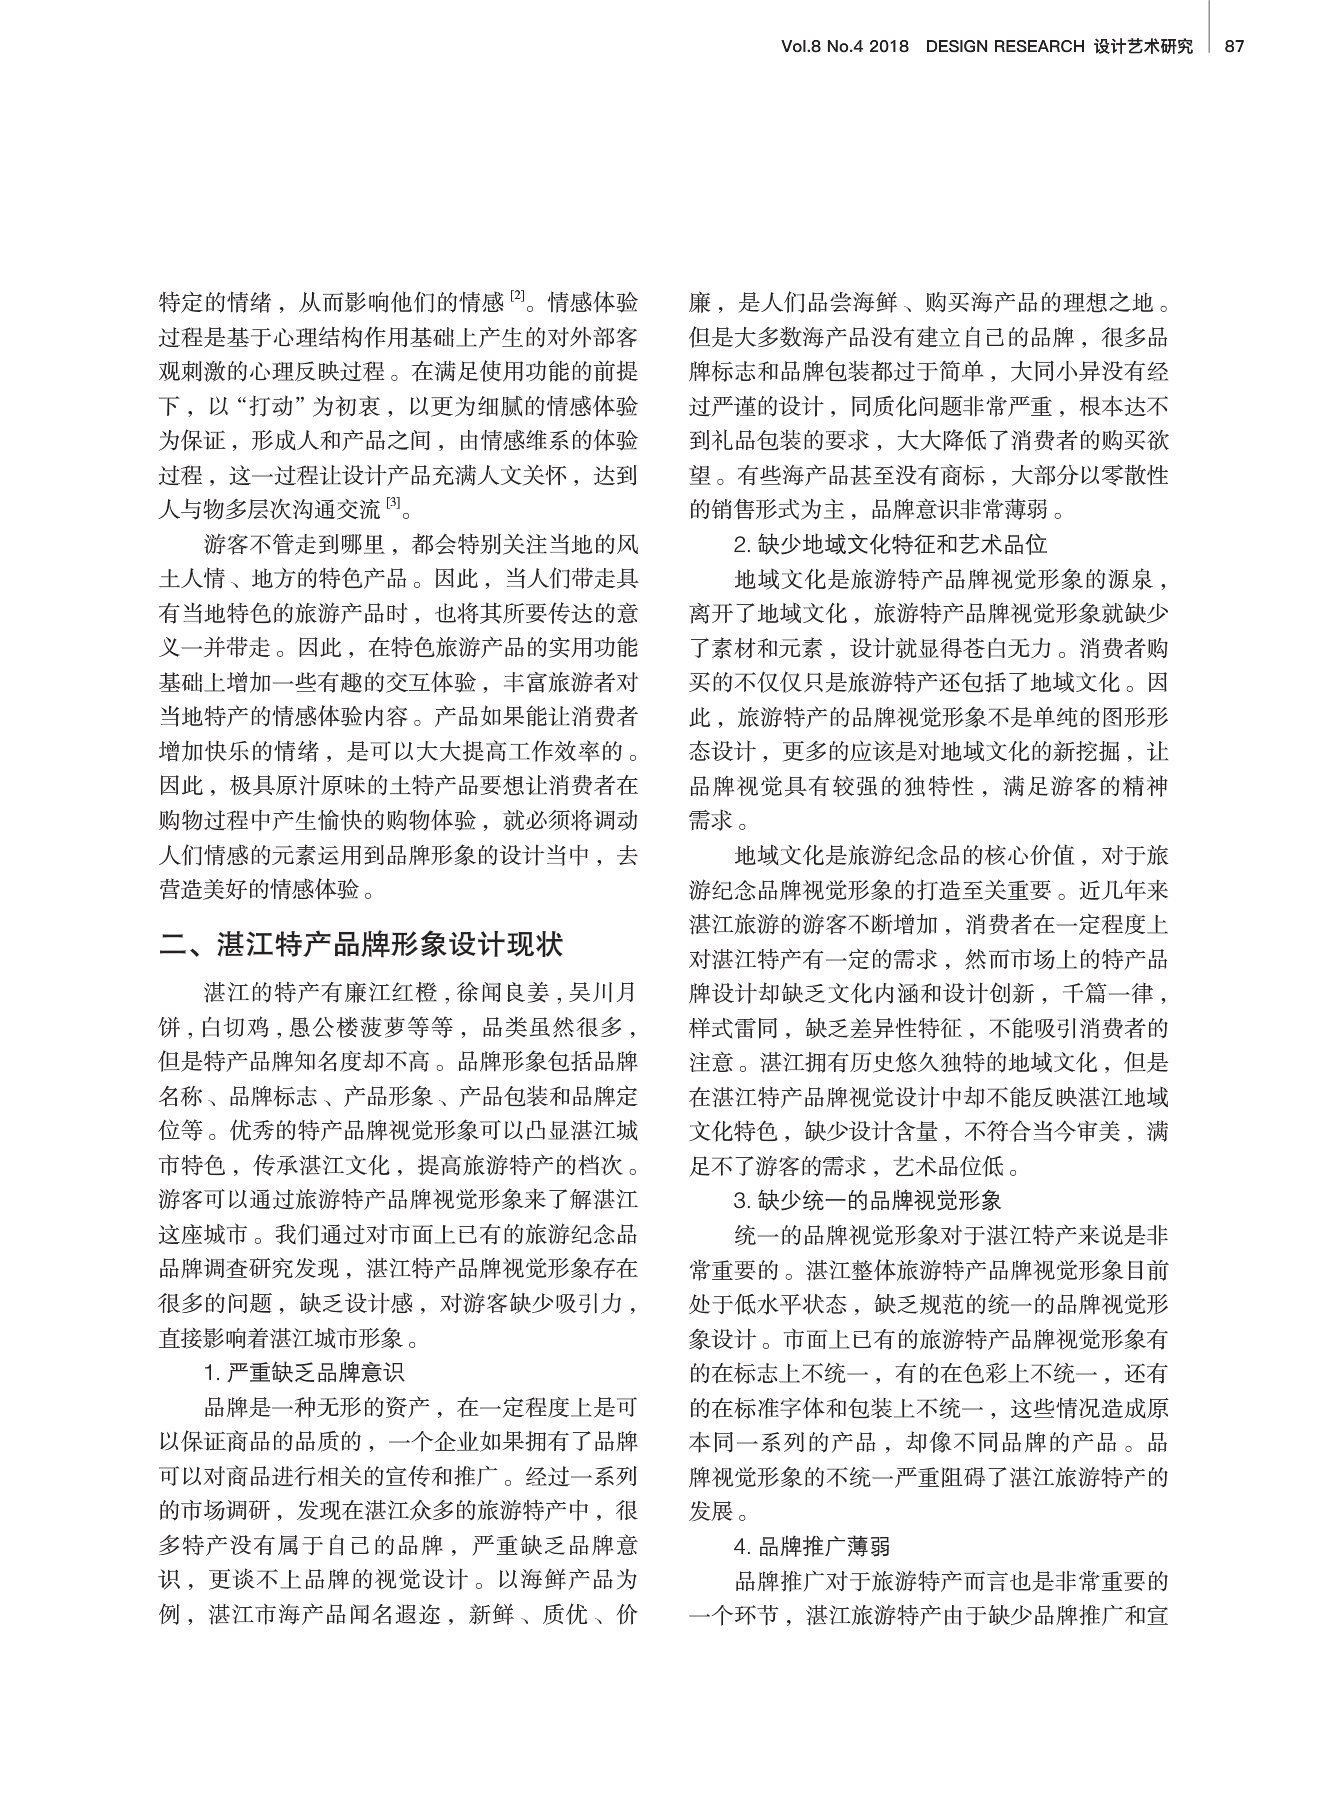 Vol.8 No.4 2018 DESIGN RESEARCH 设计艺术研究 87
特定的情绪，从而影响他们的情感 [2]。情感体验
过程是基于心理结构作用基础上产生的对外部客
观刺激的心理反映过程。在满足使用功能的前提
下，以“打动”为初衷，以更为细腻的情感体验
为保证，形成人和产品之间，由情感维系的体验
过程，这一过程让设计产品充满人文关怀，达到
人与物多层次沟通交流 [3]。
游客不管走到哪里，都会特别关注当地的风
土人情、地方的特色产品。因此，当人们带走具
有当地特色的旅游产品时，也将其所要传达的意
义一并带走。因此，在特色旅游产品的实用功能
基础上增加一些有趣的交互体验，丰富旅游者对
当地特产的情感体验内容。产品如果能让消费者
增加快乐的情绪，是可以大大提高工作效率的。
因此，极具原汁原味的土特产品要想让消费者在
购物过程中产生愉快的购物体验，就必须将调动
人们情感的元素运用到品牌形象的设计当中，去
营造美好的情感体验。
二、湛江特产品牌形象设计现状
湛江的特产有廉江红橙,徐闻良姜,吴川月
饼,白切鸡,愚公楼菠萝等等，品类虽然很多，
但是特产品牌知名度却不高。品牌形象包括品牌
名称、品牌标志、产品形象、产品包装和品牌定
位等。优秀的特产品牌视觉形象可以凸显湛江城
市特色，传承湛江文化，提高旅游特产的档次。
游客可以通过旅游特产品牌视觉形象来了解湛江
这座城市。我们通过对市面上已有的旅游纪念品
品牌调查研究发现，湛江特产品牌视觉形象存在
很多的问题，缺乏设计感，对游客缺少吸引力，
直接影响着湛江城市形象。
1. 严重缺乏品牌意识
品牌是一种无形的资产，在一定程度上是可
以保证商品的品质的，一个企业如果拥有了品牌
可以对商品进行相关的宣传和推广。经过一系列
的市场调研，发现在湛江众多的旅游特产中，很
多特产没有属于自己的品牌，严重缺乏品牌意
识，更谈不上品牌的视觉设计。以海鲜产品为
例，湛江市海产品闻名遐迩，新鲜、质优、价
廉，是人们品尝海鲜、购买海产品的理想之地。
但是大多数海产品没有建立自己的品牌，很多品
牌标志和品牌包装都过于简单，大同小异没有经
过严谨的设计，同质化问题非常严重，根本达不
到礼品包装的要求，大大降低了消费者的购买欲
望。有些海产品甚至没有商标，大部分以零散性
的销售形式为主，品牌意识非常薄弱。
2. 缺少地域文化特征和艺术品位
地域文化是旅游特产品牌视觉形象的源泉，
离开了地域文化，旅游特产品牌视觉形象就缺少
了素材和元素，设计就显得苍白无力。消费者购
买的不仅仅只是旅游特产还包括了地域文化。因
此，旅游特产的品牌视觉形象不是单纯的图形形
态设计，更多的应该是对地域文化的新挖掘，让
品牌视觉具有较强的独特性，满足游客的精神
需求。
地域文化是旅游纪念品的核心价值，对于旅
游纪念品牌视觉形象的打造至关重要。近几年来
湛江旅游的游客不断增加，消费者在一定程度上
对湛江特产有一定的需求，然而市场上的特产品
牌设计却缺乏文化内涵和设计创新，千篇一律，
样式雷同，缺乏差异性特征，不能吸引消费者的
注意。湛江拥有历史悠久独特的地域文化，但是
在湛江特产品牌视觉设计中却不能反映湛江地域
文化特色，缺少设计含量，不符合当今审美，满
足不了游客的需求，艺术品位低。
3. 缺少统一的品牌视觉形象
统一的品牌视觉形象对于湛江特产来说是非
常重要的。湛江整体旅游特产品牌视觉形象目前
处于低水平状态，缺乏规范的统一的品牌视觉形
象设计。市面上已有的旅游特产品牌视觉形象有
的在标志上不统一，有的在色彩上不统一，还有
的在标准字体和包装上不统一，这些情况造成原
本同一系列的产品，却像不同品牌的产品。品
牌视觉形象的不统一严重阻碍了湛江旅游特产的
发展。
4. 品牌推广薄弱
品牌推广对于旅游特产而言也是非常重要的
一个环节，湛江旅游特产由于缺少品牌推广和宣